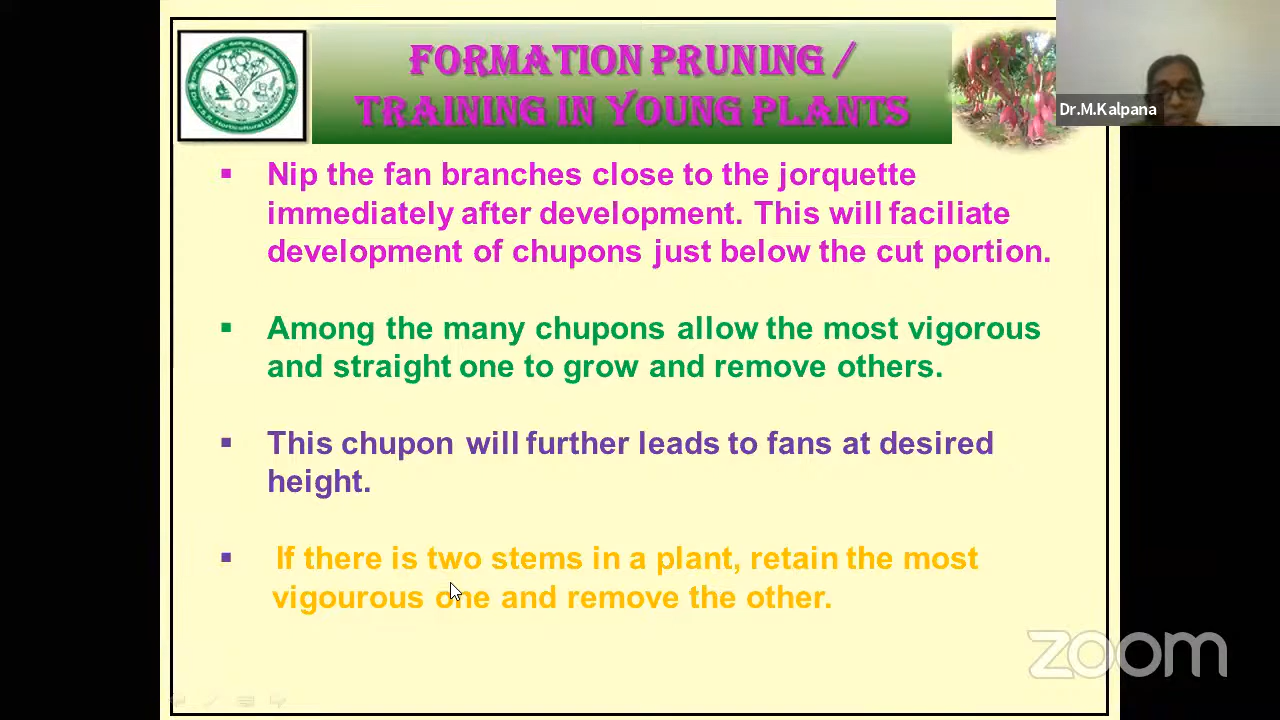 FORMATION PRUNING /
TRAINING IN YOUNG PLANTS
Dr.M.Kalpana
Nip the fan branches close to the jorquette
immediately after development. This will faciliate
development of chupons just below the cut portion.
Among the many chupons allow the most vigorous
and straight one to grow and remove others.
This chupon will further leads to fans at desired
height.
If there is two stems in a plant, retain the most
vigourous one and remove the other.
zoom